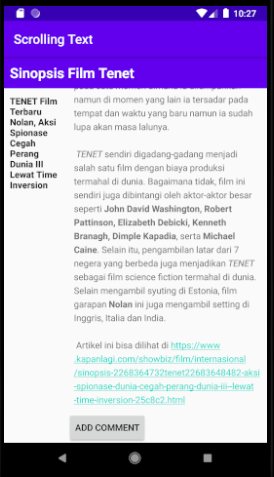 10:27
Scrolling Text
Sinopsis Film Tenet
TENET Film
Terbaru
Nolan, Aksi
Spionase
Cegah
Perang
Dunia III
Lewat Time
Inversion
namun di momen yang lain ia tersadar pada
tempat dan waktu yang baru namun ia sudah
lupa akan masa lalunya.
TENET sendiri digadang-gadang menjadi
salah satu film dengan biaya produksi
termahal di dunia. Bagaimana tidak, film ini
sendiri juga dibintangi oleh aktor-aktor besar
seperti John David Washington, Robert
Pattinson, Elizabeth Debicki, Kenneth
Branagh, Dimple Kapadia, serta Michael
Caine. Selain itu, pengambilan latar dari 7
negera yang berbeda juga menjadikan TENET
sebagai film science fiction termahal di dunia.
Selain mengambil syuting di Estonia, film
garapan Nolan ini juga mengambil setting di
Inggris, Italia dan India.
Artikel ini bisa dilihat di https://www
.kapanlagi.com/showbiz/film/internasional
/sinopsis-2268364732tenet22683648482-aksi
-spionase-dunia-cegah-perang-dunia-iii--lewat
-time-inversion-25c8c2.html
ADD COMMENT